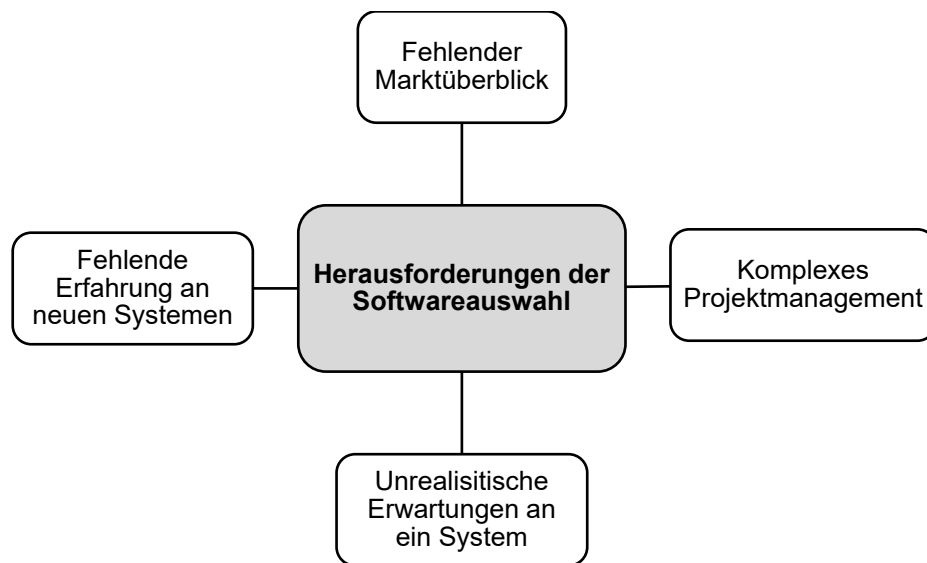 Fehlender
Marktüberblick
Fehlende
Erfahrung an
neuen Systemen
Herausforderungen der
Softwareauswahl
Komplexes
Projektmanagement
Unrealisitische
Erwartungen an
ein System